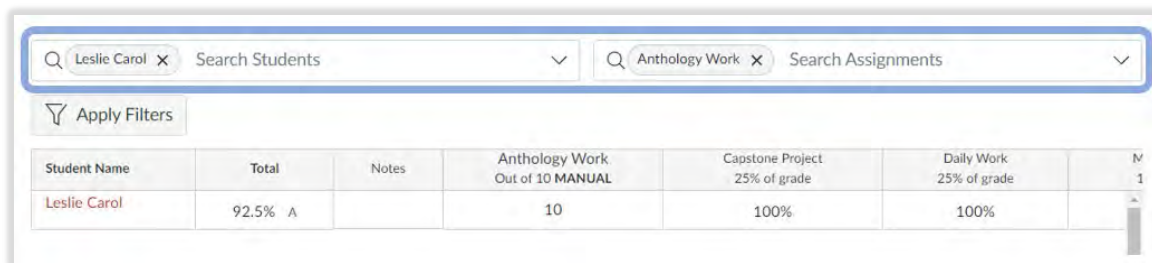 Leslie Carol X Search Students
Anthology Work X Search Assignments
Apply Filters
Student Name Total Notes Anthology Work Capstone Project Daily Work M
Out of 10 MANUAL 25% of grade 25% of grade 1
Leslie Carol 92.5% A 10 100% 100%